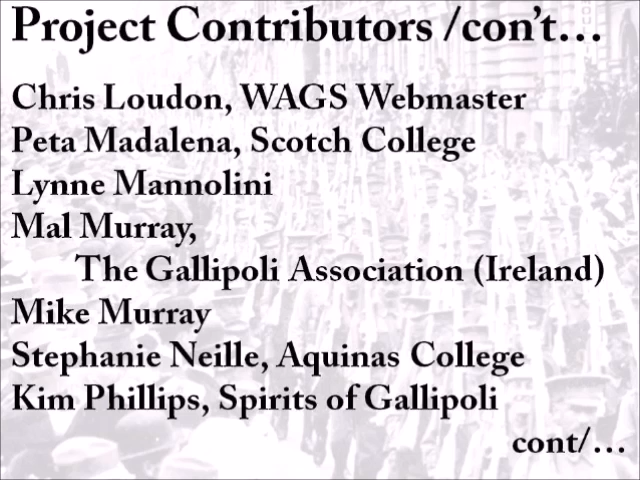 Project Contributors /con’t…
Chris Loudon, WAGS Webmaster
Peta Madalena, Scotch College
Lynne Mannolini
Mal Murray,
The Gallipoli Association (Ireland)
Mike Murray
Stephanie Neille, Aquinas College
Kim Phillips, Spirits of Gallipoli
cont/…